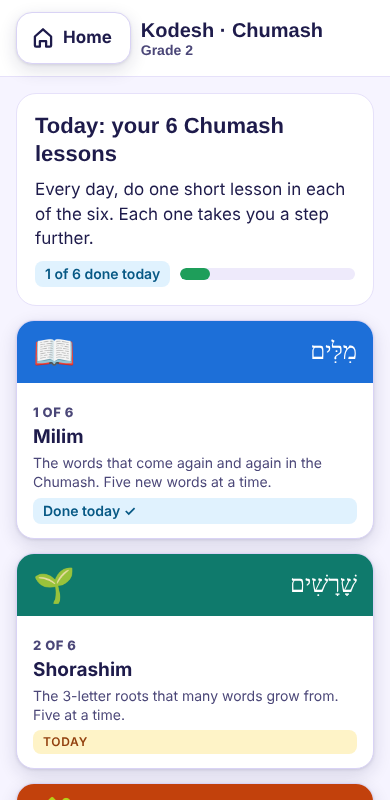 Home
Kodesh · Chumash
Grade 2
Today: your 6 Chumash
lessons
Every day, do one short lesson in each
of the six. Each one takes you a step
further.
1 of 6 done today
מִלִּים
1 OF 6
Milim
The words that come again and again in the
Chumash. Five new words at a time.
Done today ✓
שָׁרָשִׁים
2 OF 6
Shorashim
The 3-letter roots that many words grow from.
Five at a time.
TODAY